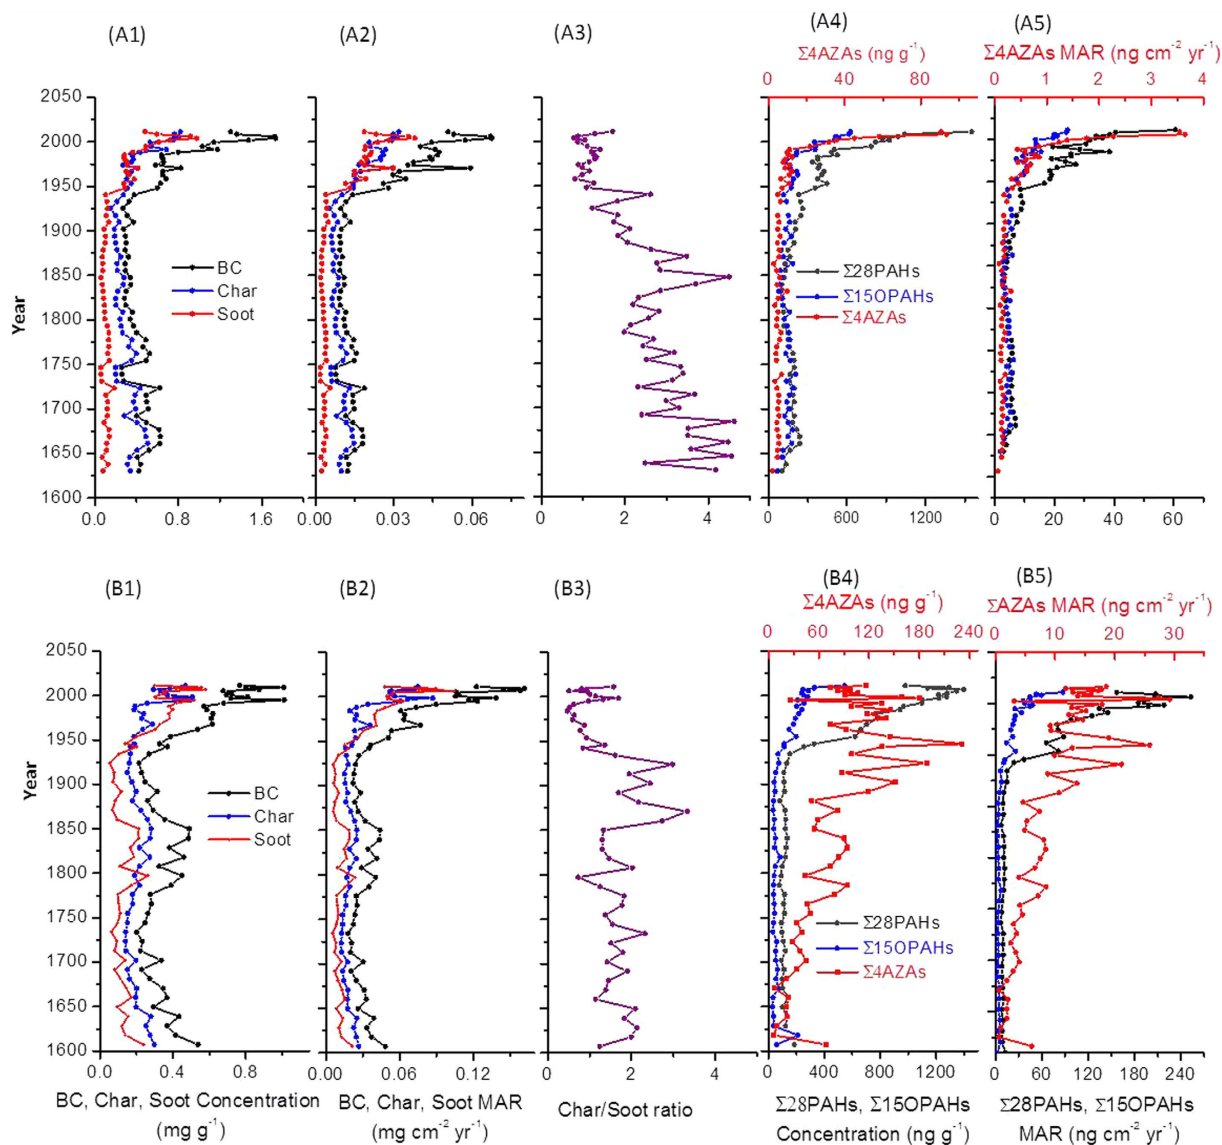 (A1)
(A2)
(A3)
(A4)
(A5)
Σ4AZAs (ng g⁻¹)
Σ4AZAs MAR (ng cm⁻² yr⁻¹)
0 40 80
0 1 2 3
Year
2050
2000
1950
1900
1850
1800
1750
1700
1650
1600
BC
Char
Soot
Σ28PAHs
Σ15OPAHs
Σ4AZAs
0.0 0.8 1.6
0.00 0.03 0.06
2 4
0 600 1200
0 20 40 60
(B1)
(B2)
(B3)
(B4)
(B5)
Σ4AZAs (ng g⁻¹)
ΣAZAs MAR (ng cm⁻² yr⁻¹)
0 60 120 180 240
0 10 20 30
Year
2050
2000
1950
1900
1850
1800
1750
1700
1650
1600
BC
Char
Soot
Σ28PAHs
Σ15OPAHs
Σ4AZAs
0.0 0.4 0.8
0.00 0.06 0.12
2 4
0 400 800 1200
0 60 120 180 240
BC, Char, Soot Concentration
(mg g⁻¹)
BC, Char, Soot MAR
(mg cm⁻² yr⁻¹)
Char/Soot ratio
Σ28PAHs, Σ15OPAHs
Concentration (ng g⁻¹)
Σ28PAHs, Σ15OPAHs
MAR (ng cm⁻² yr⁻¹)